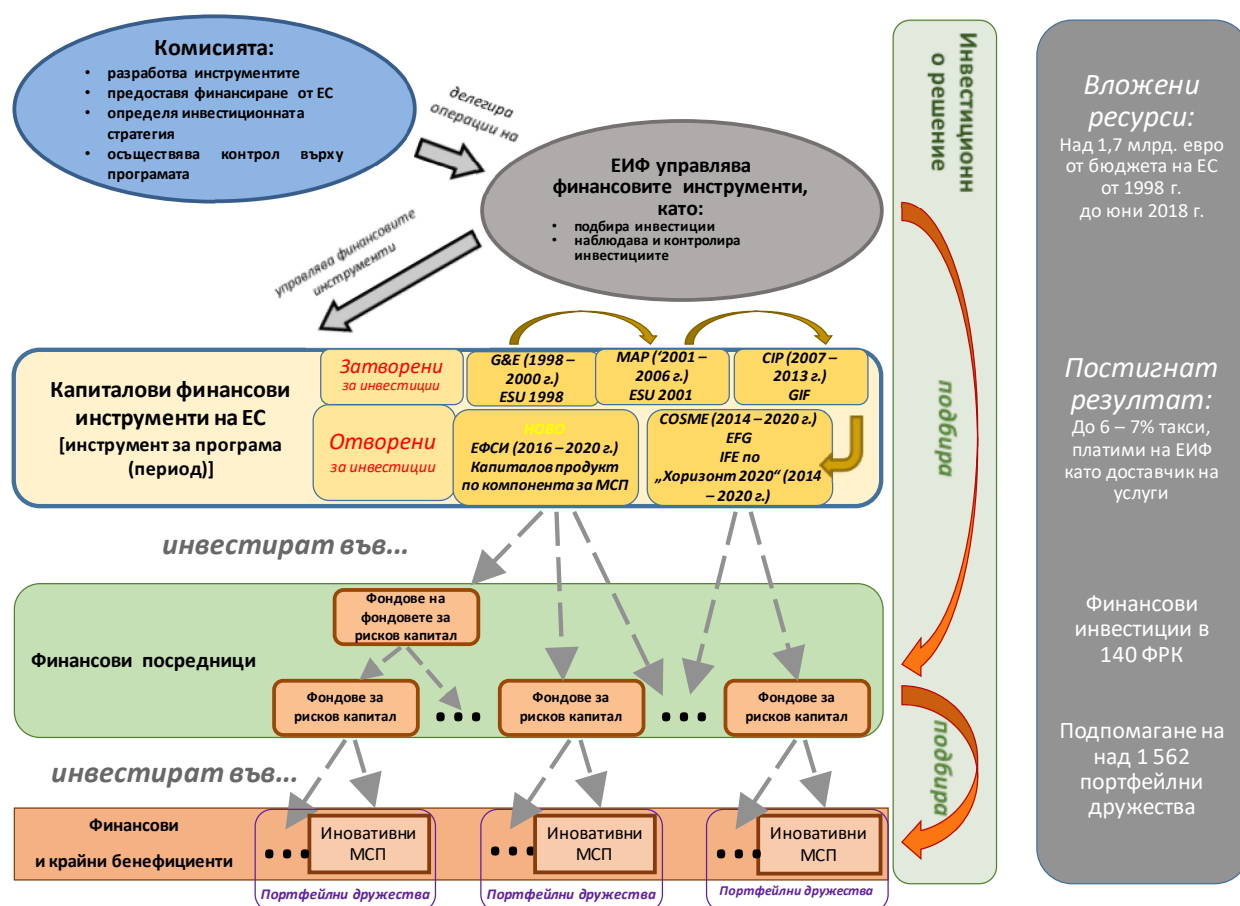 Комисията:
• разработва инструментите
• предоставя финансиране от ЕС
• определя инвестиционната
стратегия
• осъществява контрол върху
програмата
делегира
операции на
ЕИФ управлява
финансовите инструменти,
като:
• подбира инвестиции
• наблюдава и контролира
инвестициите
управлява финансовите
инструменти
Капиталови финансови
инструменти на ЕС
[инструмент за програма
(период)]
Затворени
за инвестиции
G&E (1998 –
2000 г.)
ESU 1998
MAP (‘2001 –
2006 г.)
ESU 2001
CIP (2007 –
2013 г.)
GIF
Отворени
за инвестиции
НОВО
ЕФСИ (2016 – 2020 г.)
Капиталов продукт
по компонента за МСП
COSME (2014 – 2020 г.)
EFG
IFE по
„Хоризонт 2020“ (2014
– 2020 г.)
инвестират във...
Финансови посредници
Фондове на
фондовете за
рисков капитал
Фондове за
рисков капитал
Фондове за
рисков капитал
Фондове за
рисков капитал
инвестират във...
Финансови
и крайни бенефициенти
Иновативни
МСП
Иновативни
МСП
Иновативни
МСП
Портфейлни дружества
Портфейлни дружества
Портфейлни дружества
Инвестиционн
о решение
подбира
подбира
Вложени
ресурси:
Над 1,7 млрд. евро
от бюджета на ЕС
от 1998 г.
до юни 2018 г.
Постигнат
резултат:
До 6 – 7% такси,
платими на ЕИФ
като доставчик на
услуги
Финансови
инвестиции в
140 ФРК
Подпомагане на
над 1 562
портфейлни
дружества